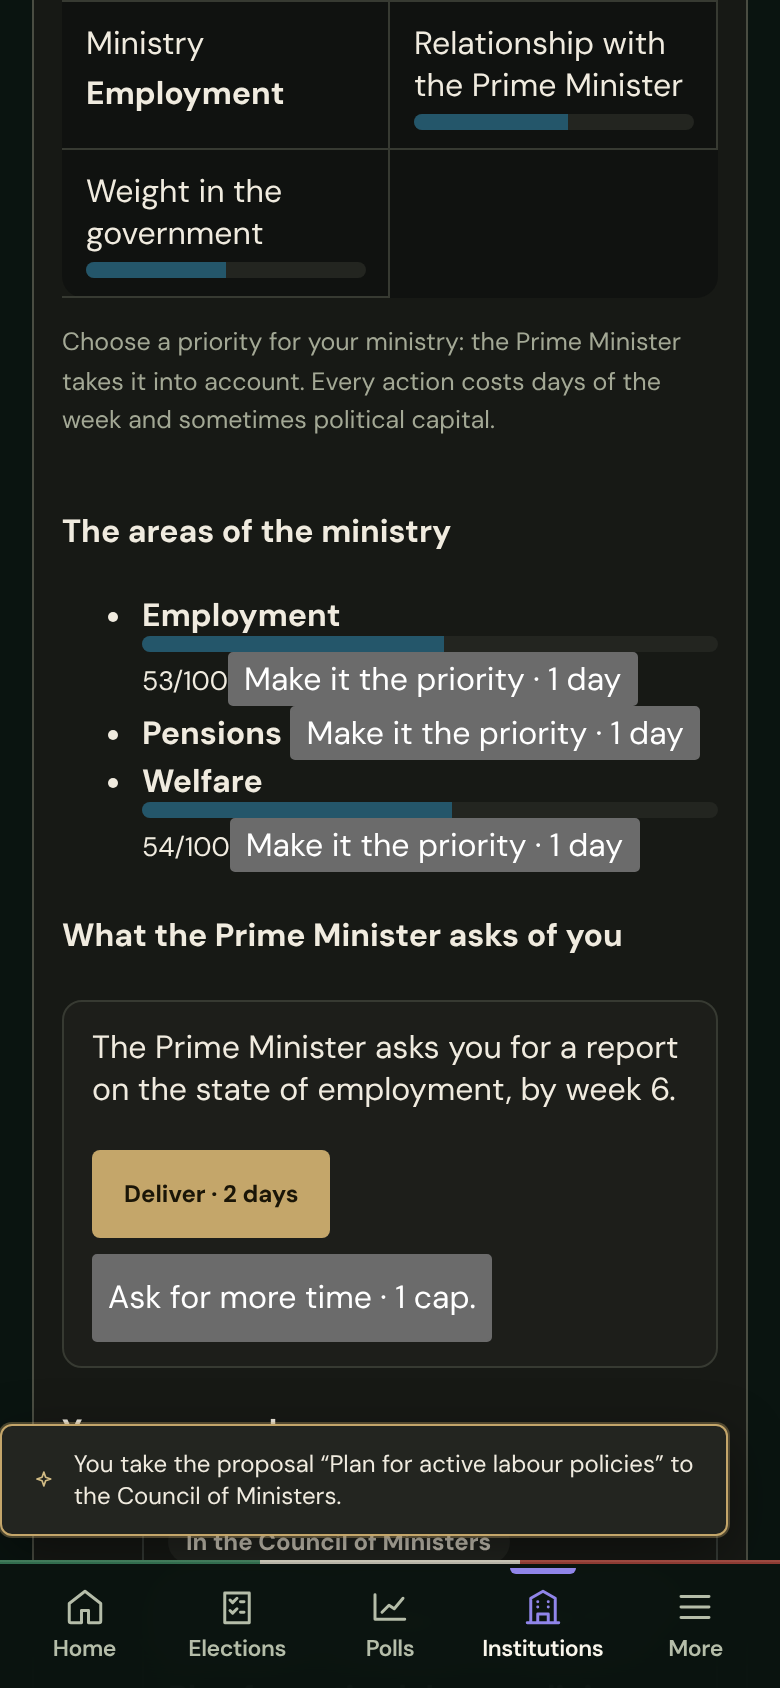 Ministry
Employment
Relationship with
the Prime Minister
Weight in the
government
Choose a priority for your ministry: the Prime Minister
takes it into account. Every action costs days of the
week and sometimes political capital.
The areas of the ministry
Employment
53/100 Make it the priority · 1 day
Pensions Make it the priority · 1 day
Welfare
54/100 Make it the priority · 1 day
What the Prime Minister asks of you
The Prime Minister asks you for a report
on the state of employment, by week 6.
Deliver · 2 days
Ask for more time · 1 cap.
You take the proposal “Plan for active labour policies” to
the Council of Ministers.
In the Council of Ministers
Home
Elections
Polls
Institutions
More